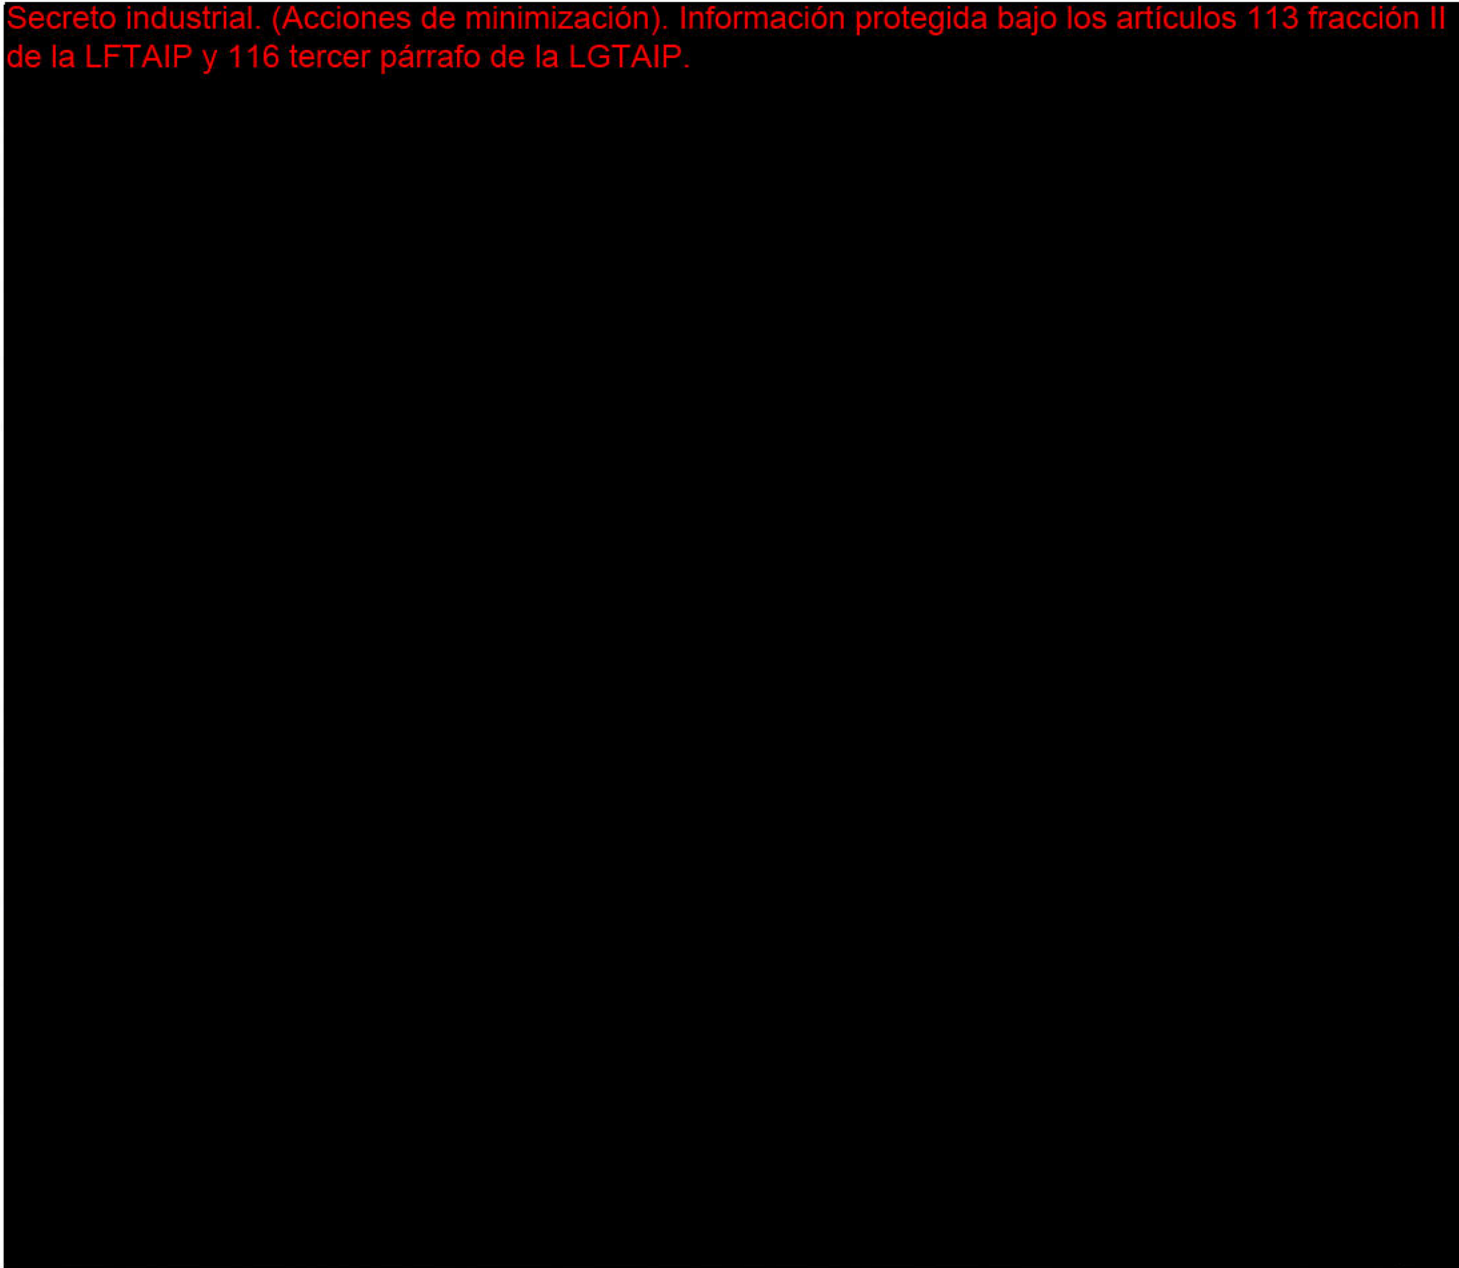 Secreto industrial. (Acciones de minimización). Información protegida bajo los artículos 113 fracción II
de la LFTAIP y 116 tercer párrafo de la LGTAIP.